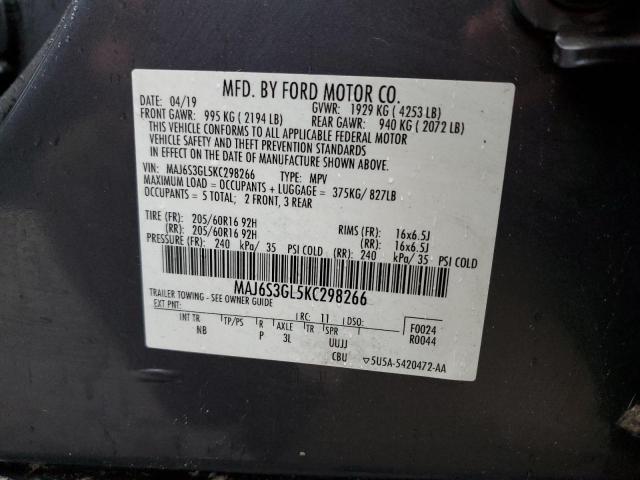 MFD. BY FORD MOTOR CO.
DATE: 04/19 GVWR: 1929 KG ( 4253 LB)
FRONT GAWR: 995 KG ( 2194 LB) REAR GAWR: 940 KG ( 2072 LB)
THIS VEHICLE CONFORMS TO ALL APPLICABLE FEDERAL MOTOR
VEHICLE SAFETY AND THEFT PREVENTION STANDARDS
IN EFFECT ON THE DATE OF MANUFACTURE SHOWN ABOVE.
VIN: MAJ6S3GL5KC298266 TYPE: MPV
MAXIMUM LOAD = OCCUPANTS + LUGGAGE = 375KG/ 827LB
OCCUPANTS = 5 TOTAL; 2 FRONT, 3 REAR
TIRE (FR): 205/60R16 92H RIMS (FR): 16x6.5J
(RR): 205/60R16 92H (RR): 16x6.5J
PRESSURE (FR): 240 kPa/ 35 PSI COLD (RR): 240 kPa/ 35 PSI COLD
MAJ6S3GL5KC298266
TRAILER TOWING - SEE OWNER GUIDE
EXT PNT: RC: 11 DSO: F0024
INT TR TP/PS R AXLE TR SPR R0044
NB P 3L UUJJ
CBU ▽5U5A-5420472-AA